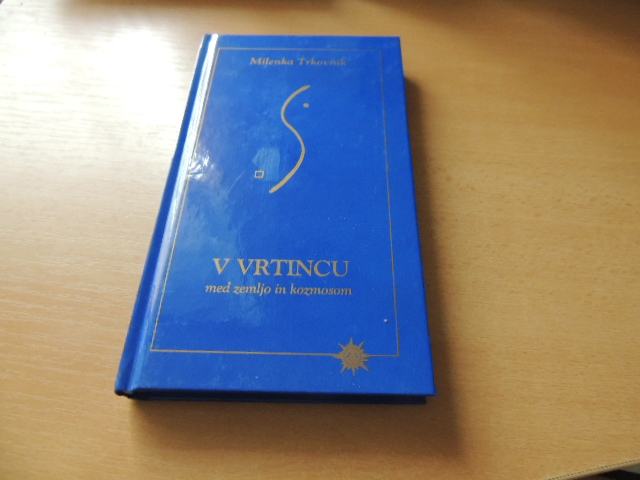 Milenka Trkovnik
V VRTINCU
med zemljo in kozmosom